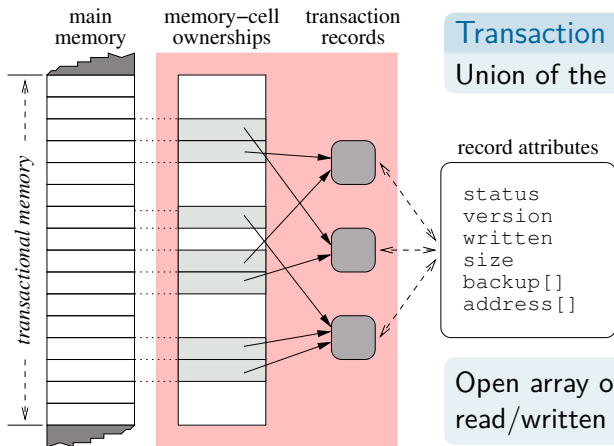 main
memory
memory-cell
ownerships
transaction
records
Transaction
Union of the
transactional memory
record attributes
status
version
written
size
backup[]
address[]
Open array o
read/written